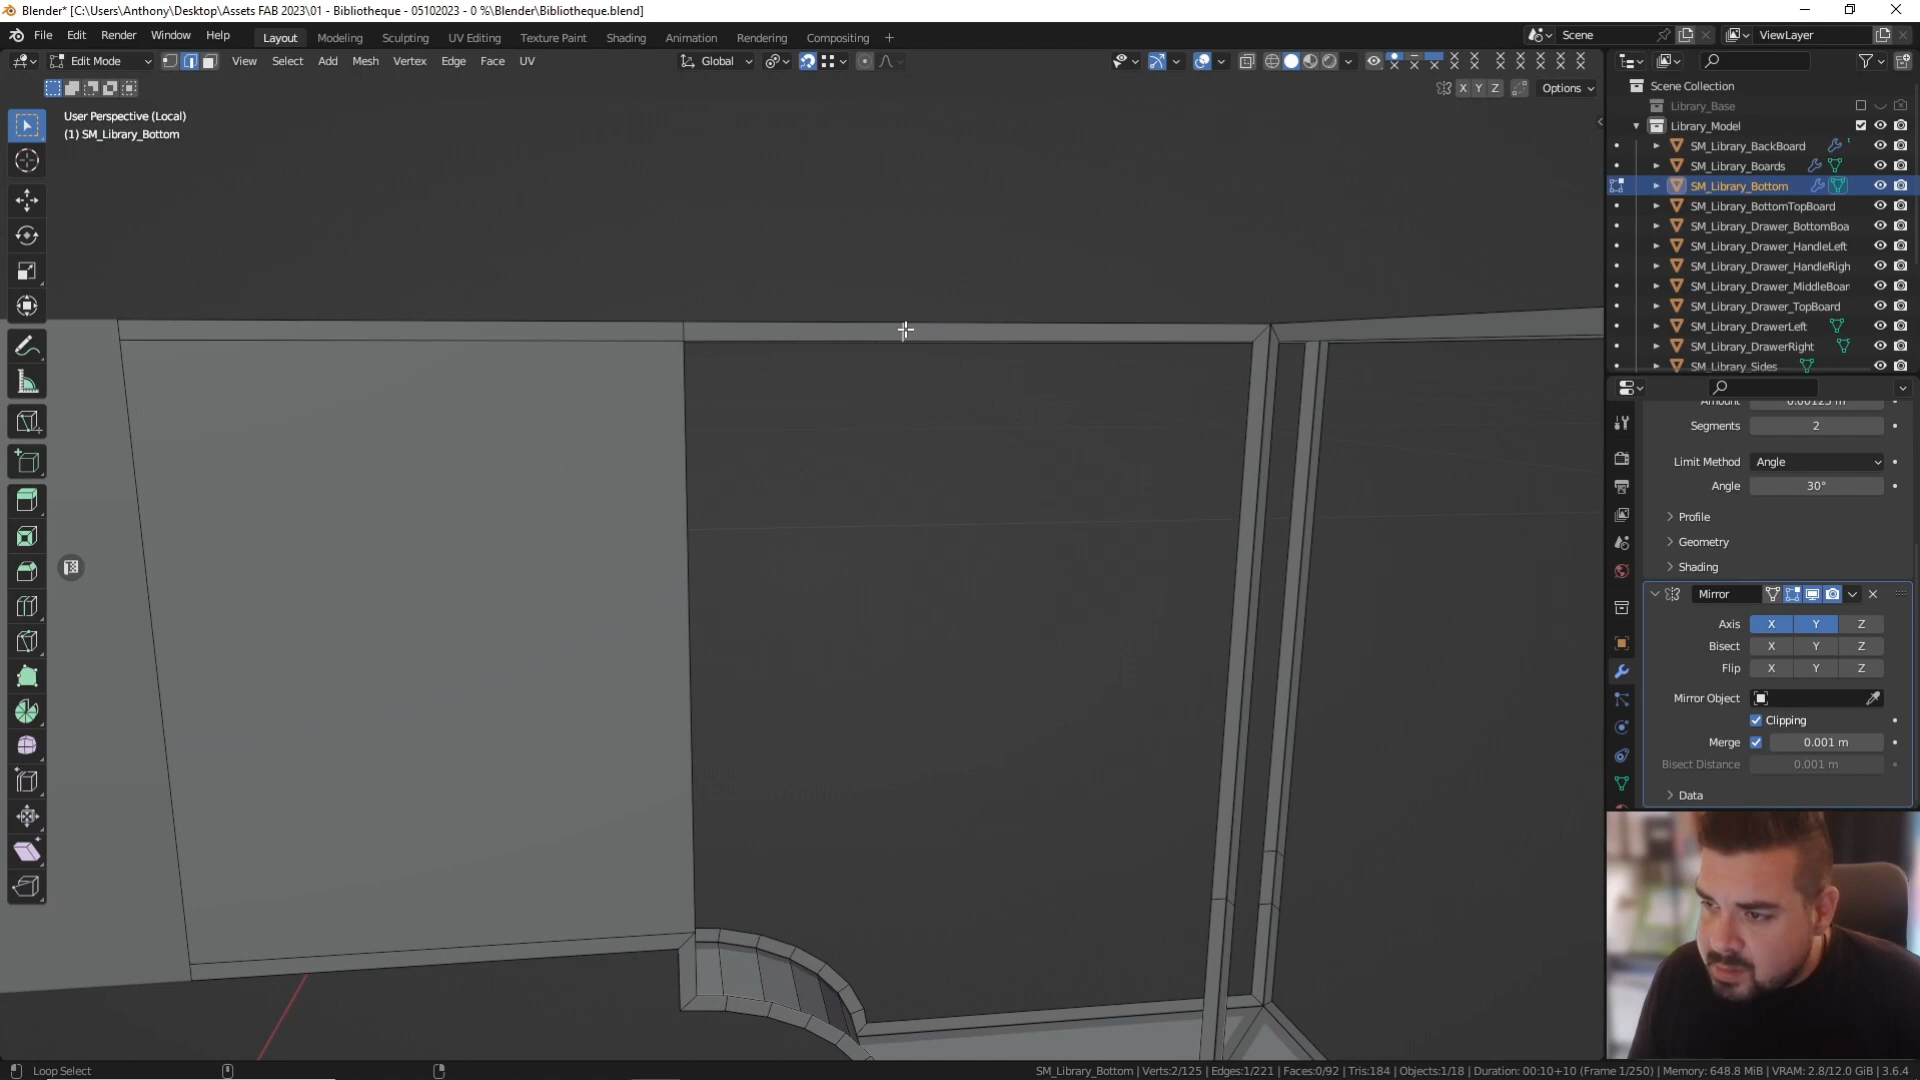 Blender* [C:\Users\Anthony\Desktop\Assets FAB 2023\01 - Bibliotheque - 05102023 - 0 %\Blender\Bibliotheque.blend]
File Edit Render Window Help
Layout Modeling Sculpting UV Editing Texture Paint Shading Animation Rendering Compositing +
Scene
ViewLayer
Edit Mode
View Select Add Mesh Vertex Edge Face UV
Global
X Y Z
Options
User Perspective (Local)
(1) SM_Library_Bottom
Scene Collection
Library_Base
Library_Model
SM_Library_BackBoard
SM_Library_Boards
SM_Library_Bottom
SM_Library_BottomTopBoard
SM_Library_Drawer_BottomBoa
SM_Library_Drawer_HandleLeft
SM_Library_Drawer_HandleRigh
SM_Library_Drawer_MiddleBoar
SM_Library_Drawer_TopBoard
SM_Library_DrawerLeft
SM_Library_DrawerRight
SM_Library_Sides
Amount 0.00125 m
Segments 2
Limit Method Angle
Angle 30°
Profile
Geometry
Shading
Mirror
Axis X Y Z
Bisect X Y Z
Flip X Y Z
Mirror Object
Clipping
Merge 0.001 m
Bisect Distance 0.001 m
Data
Loop Select
SM_Library_Bottom | Verts:2/125 | Edges:1/221 | Faces:0/92 | Tris:184 | Objects:1/18 | Duration: 00:10+10 (Frame 1/250) | Memory: 648.8 MiB | VRAM: 2.8/12.0 GiB | 3.6.4